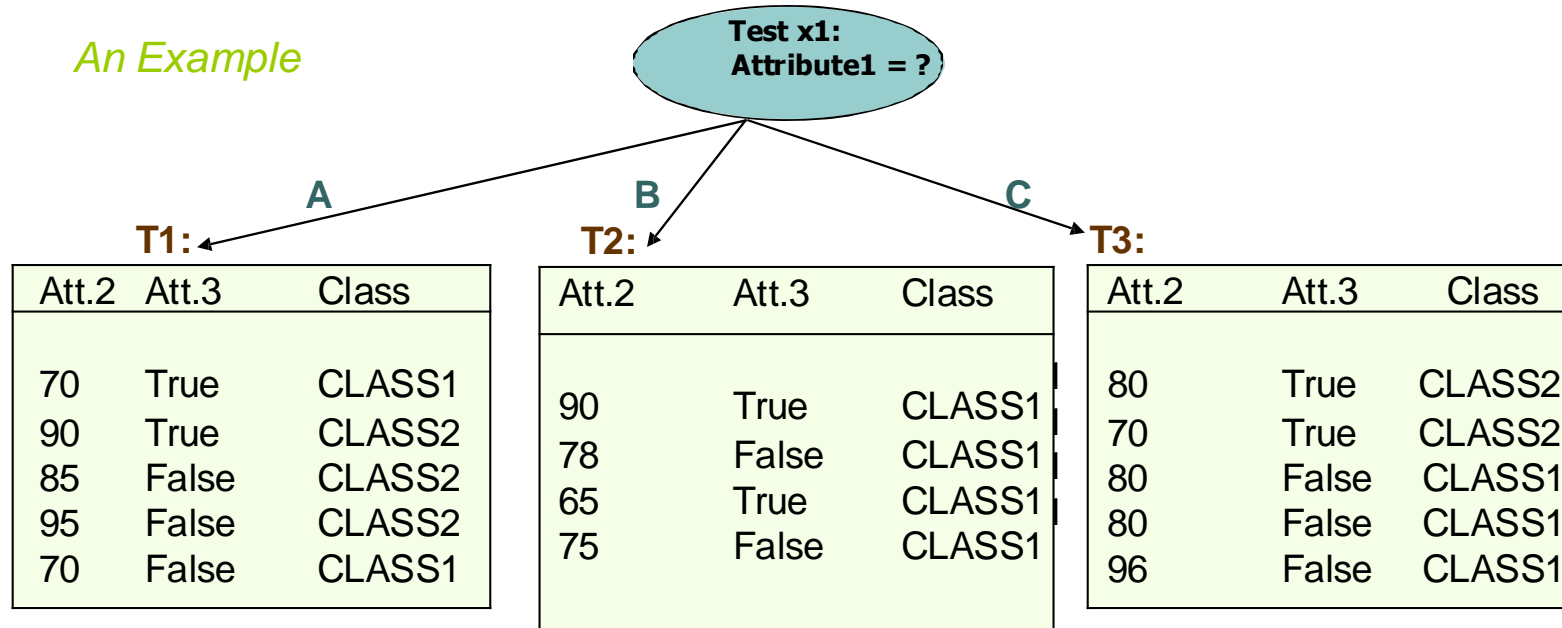 An Example
Test x1:
Attribute1 = ?
A
B
C
T1:
T2:
T3:
Att.2 Att.3 Class
70 True CLASS1
90 True CLASS2
85 False CLASS2
95 False CLASS2
70 False CLASS1
Att.2 Att.3 Class
90 True CLASS1
78 False CLASS1
65 True CLASS1
75 False CLASS1
Att.2 Att.3 Class
80 True CLASS2
70 True CLASS2
80 False CLASS1
80 False CLASS1
96 False CLASS1